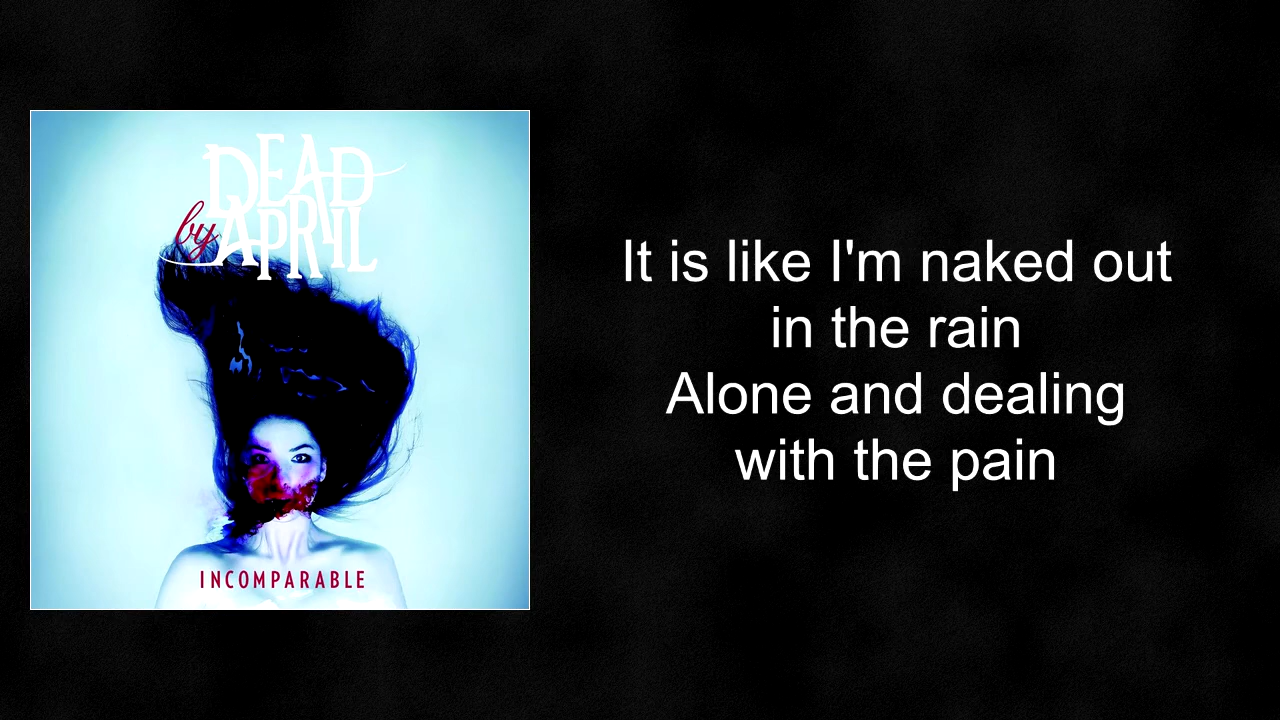 DEAD
by APRIL
INCOMPARABLE
It is like I'm naked out
in the rain
Alone and dealing
with the pain